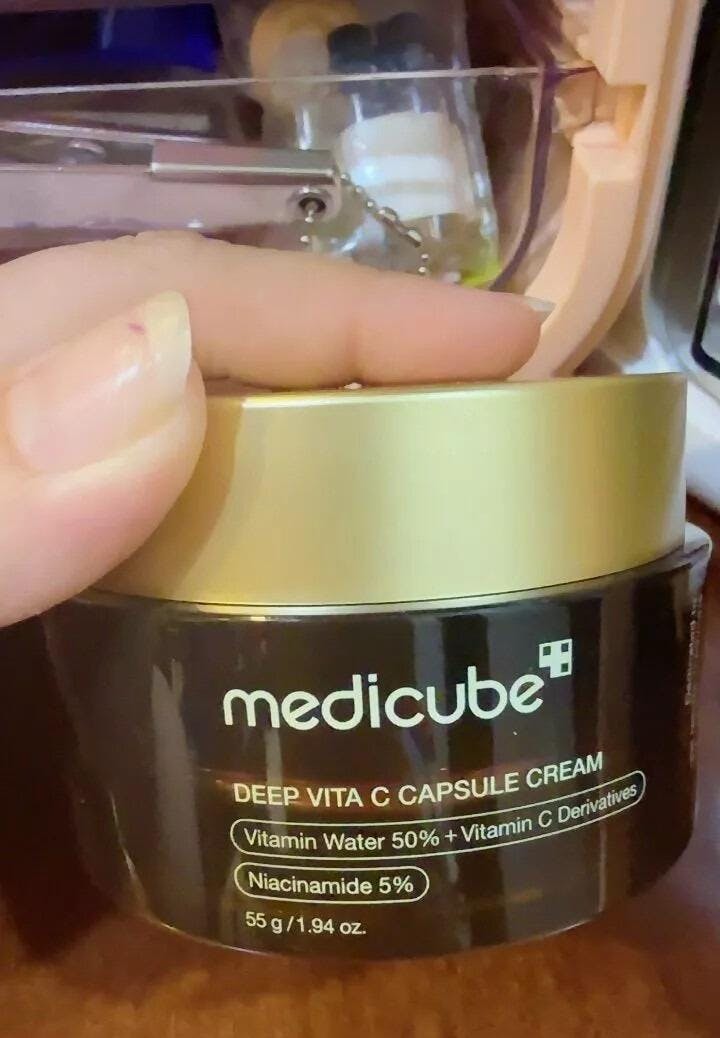 medicube
DEEP VITA C CAPSULE CREAM
Vitamin Water 50% + Vitamin C Derivatives
Niacinamide 5%
55 g / 1.94 oz.